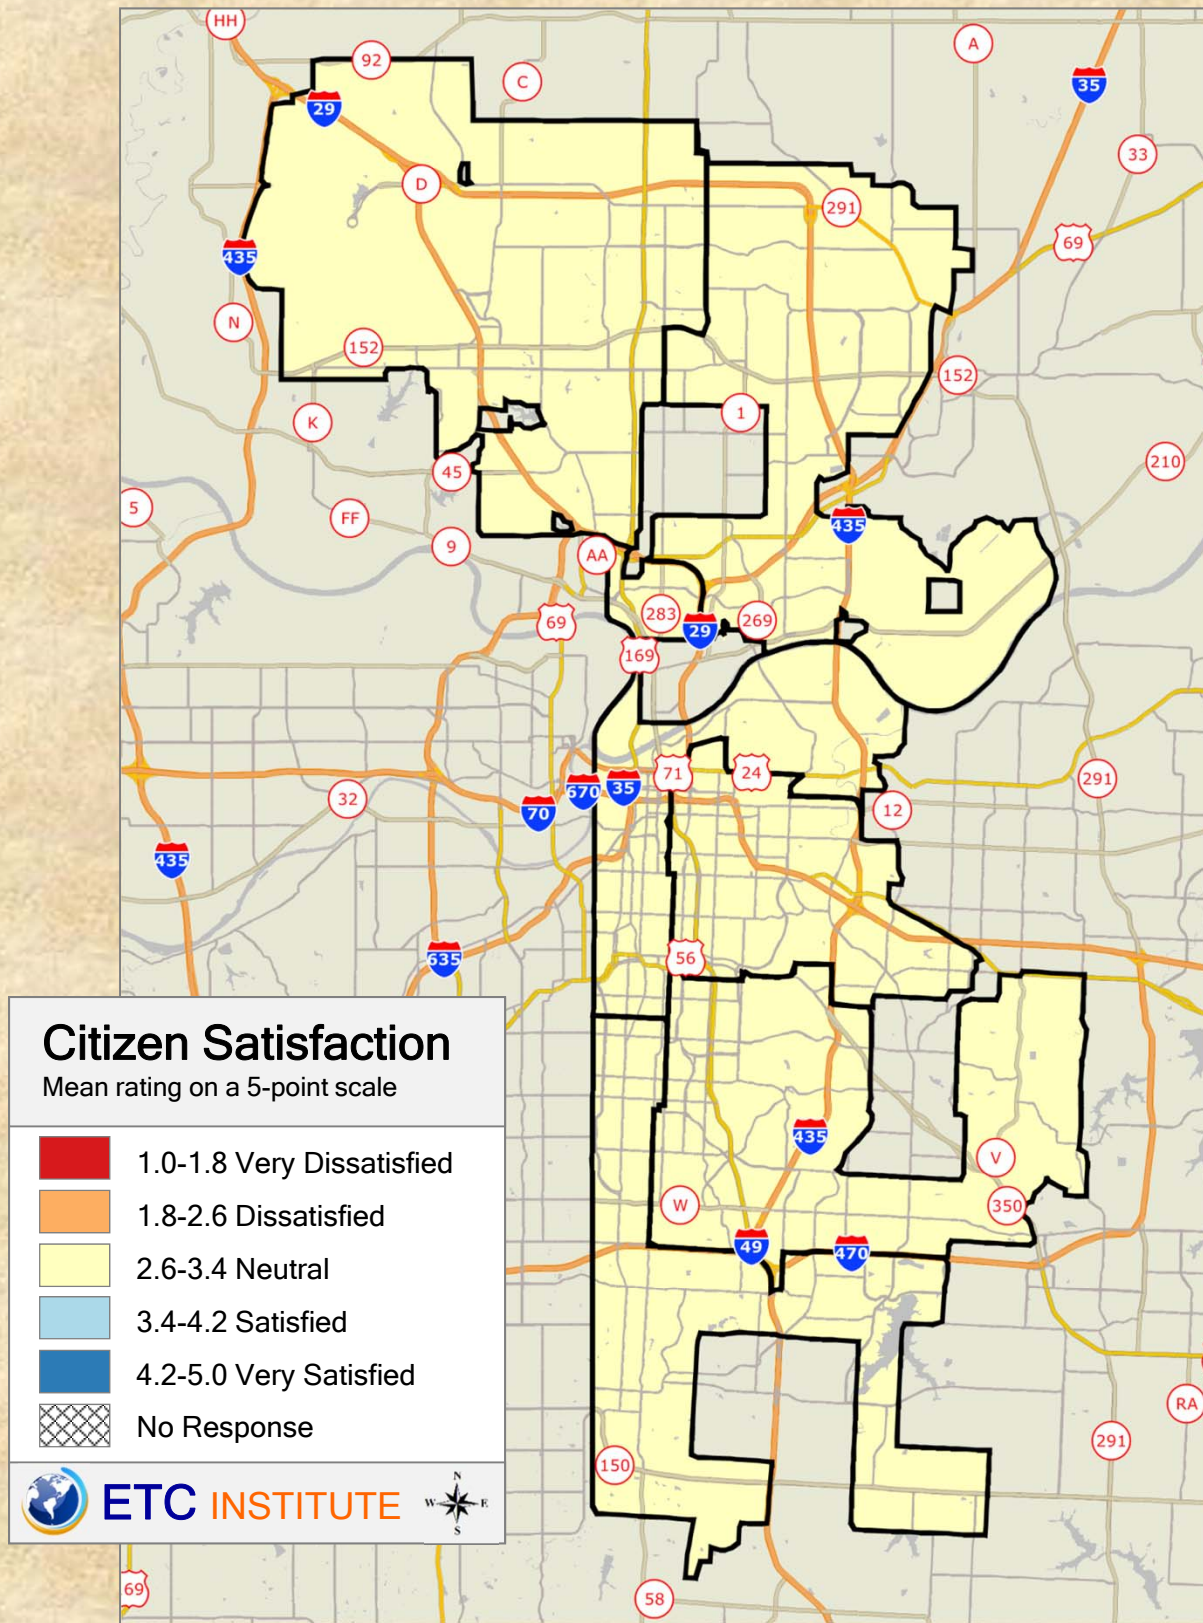 HH
92
C
A
29
35
33
D
291
69
435
N
152
152
K
1
45
210
5
FF
435
9
AA
283
269
69
29
169
71
24
291
670
35
32
70
12
435
56
635
Citizen Satisfaction
Mean rating on a 5-point scale
1.0-1.8 Very Dissatisfied
1.8-2.6 Dissatisfied
2.6-3.4 Neutral
3.4-4.2 Satisfied
4.2-5.0 Very Satisfied
No Response
ETC INSTITUTE
N
W E
S
435
V
W
350
49
470
RA
291
150
69
58